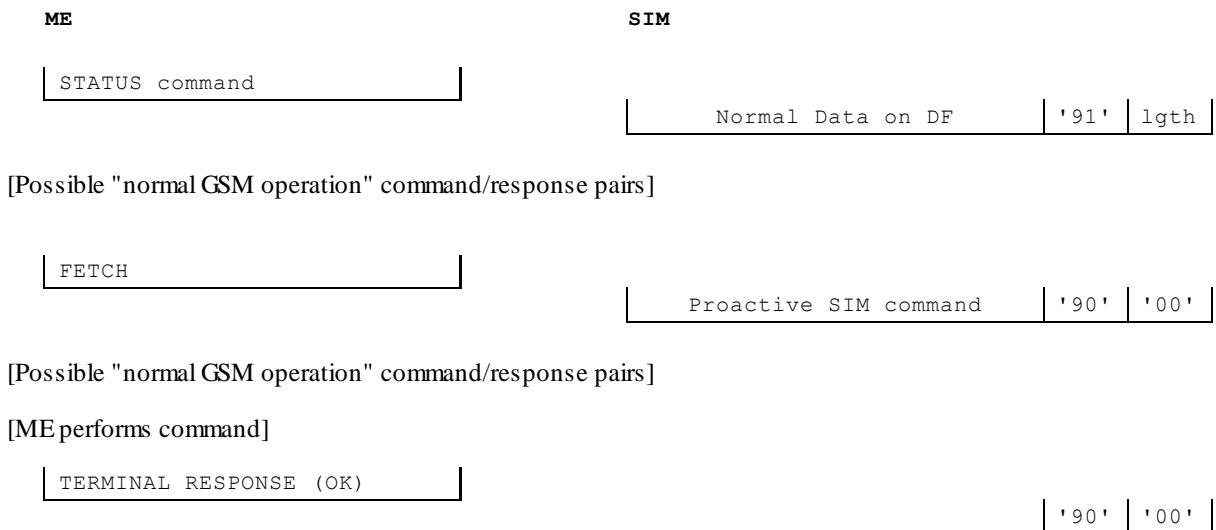 ME SIM
STATUS command
Normal Data on DF '91' lgth
[Possible "normal GSM operation" command/response pairs]
FETCH
Proactive SIM command '90' '00'
[Possible "normal GSM operation" command/response pairs]
[ME performs command]
TERMINAL RESPONSE (OK)
'90' '00'